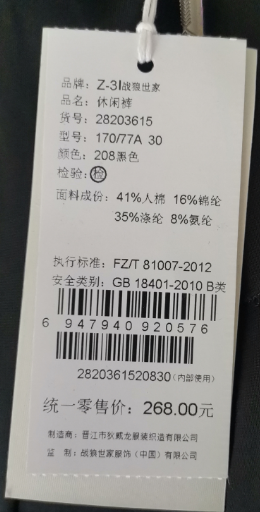 品牌：Z-3I战狼世家
品名：休闲裤
货号：28203615
型号：170/77A 30
颜色：208黑色
检验：检
面料成份：41%人棉 16%锦纶
35%涤纶 8%氨纶
执行标准：FZ/T 81007-2012
安全类别：GB 18401-2010 B类
6 947940 920576
2820361520830(内部使用)
统一零售价：268.00元
制造商：晋江市狄威龙服装织造有限公司
监 制：战狼世家服饰（中国）有限公司